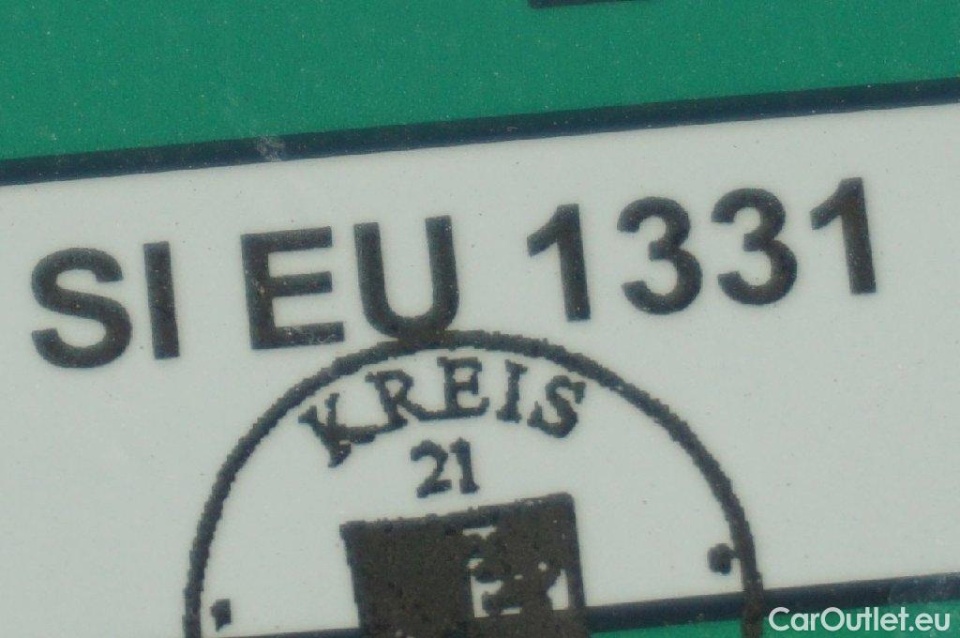 SI EU 1331
KREIS
21
CarOutlet.eu